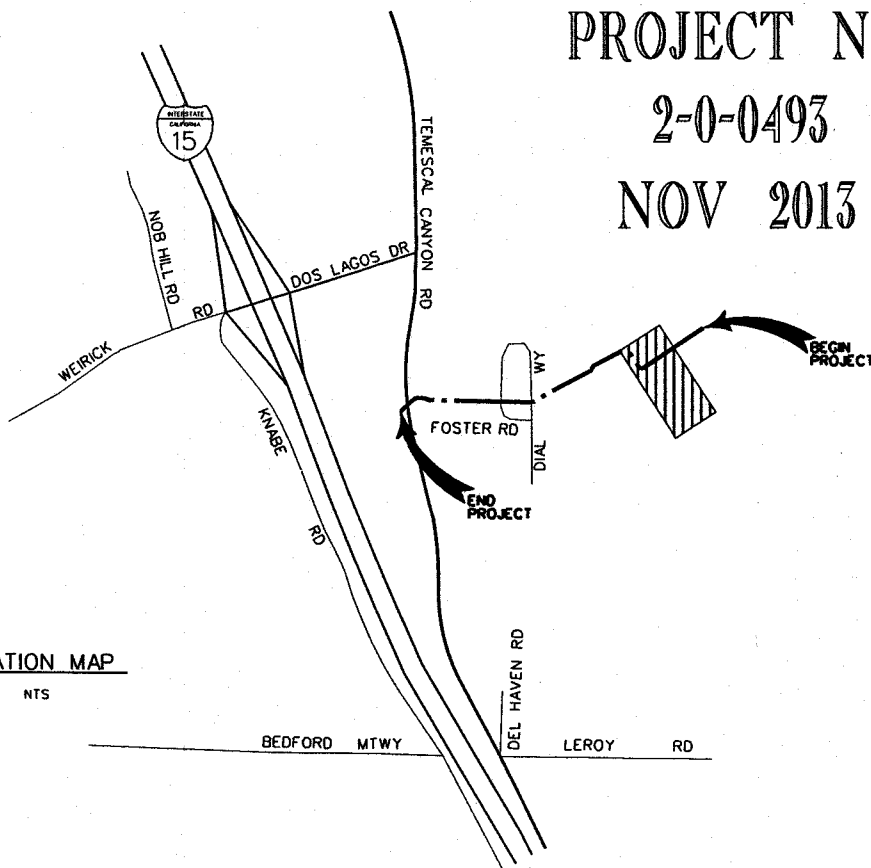 PROJECT N
2-0-0493
NOV 2013
INTERSTATE
CALIFORNIA
15
TEMESCAL CANYON RD
NOB HILL RD
DOS LAGOS DR
WEIRICK RD
BEGIN
PROJECT
KNABE RD
FOSTER RD
DIAL WY
END
PROJECT
ATION MAP
NTS
DEL HAVEN RD
BEDFORD MTWY
LEROY RD